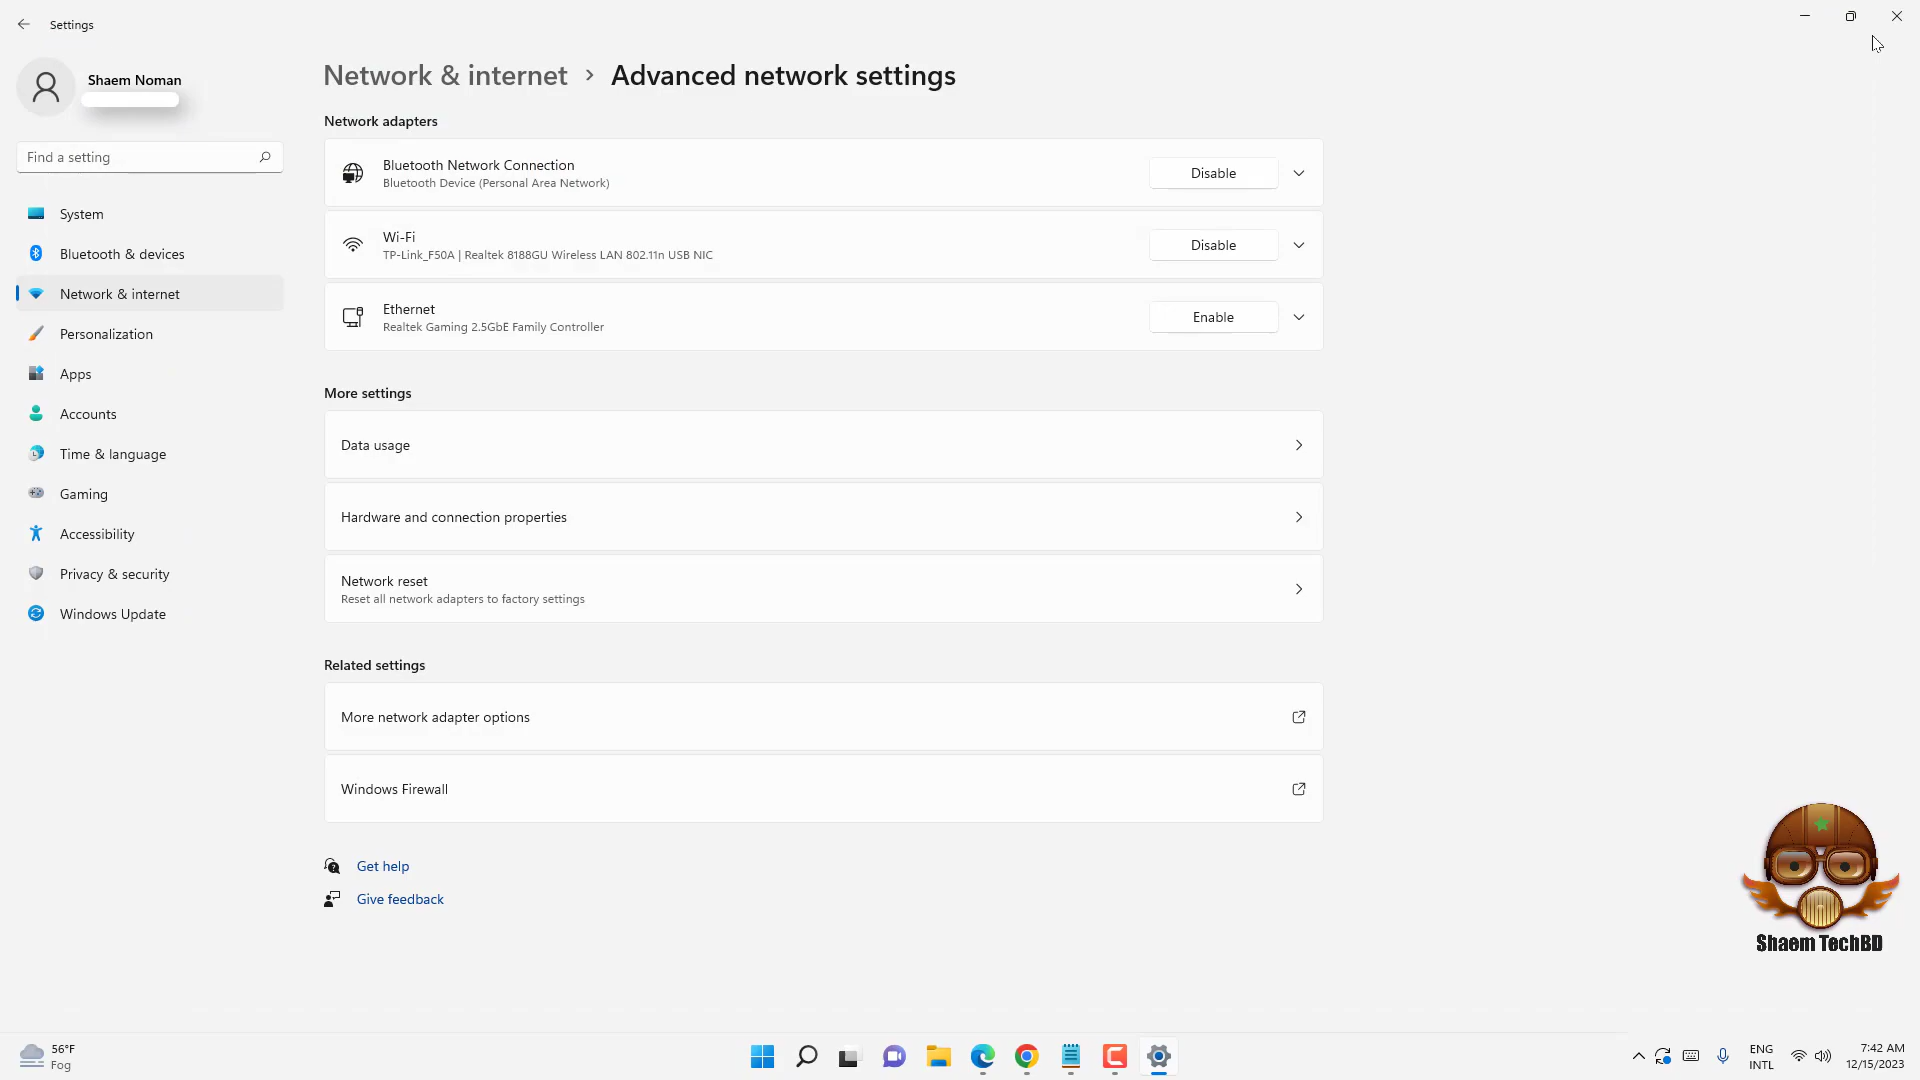 Settings
Shaem Noman
Find a setting
System
Bluetooth & devices
Network & internet
Personalization
Apps
Accounts
Time & language
Gaming
Accessibility
Privacy & security
Windows Update
Network & internet > Advanced network settings
Network adapters
Bluetooth Network Connection
Bluetooth Device (Personal Area Network)
Disable
Wi-Fi
TP-Link_F50A | Realtek 8188GU Wireless LAN 802.11n USB NIC
Disable
Ethernet
Realtek Gaming 2.5GbE Family Controller
Enable
More settings
Data usage
Hardware and connection properties
Network reset
Reset all network adapters to factory settings
Related settings
More network adapter options
Windows Firewall
Get help
Give feedback
Shaem TechBD
56°F
Fog
ENG
INTL
7:42 AM
12/15/2023